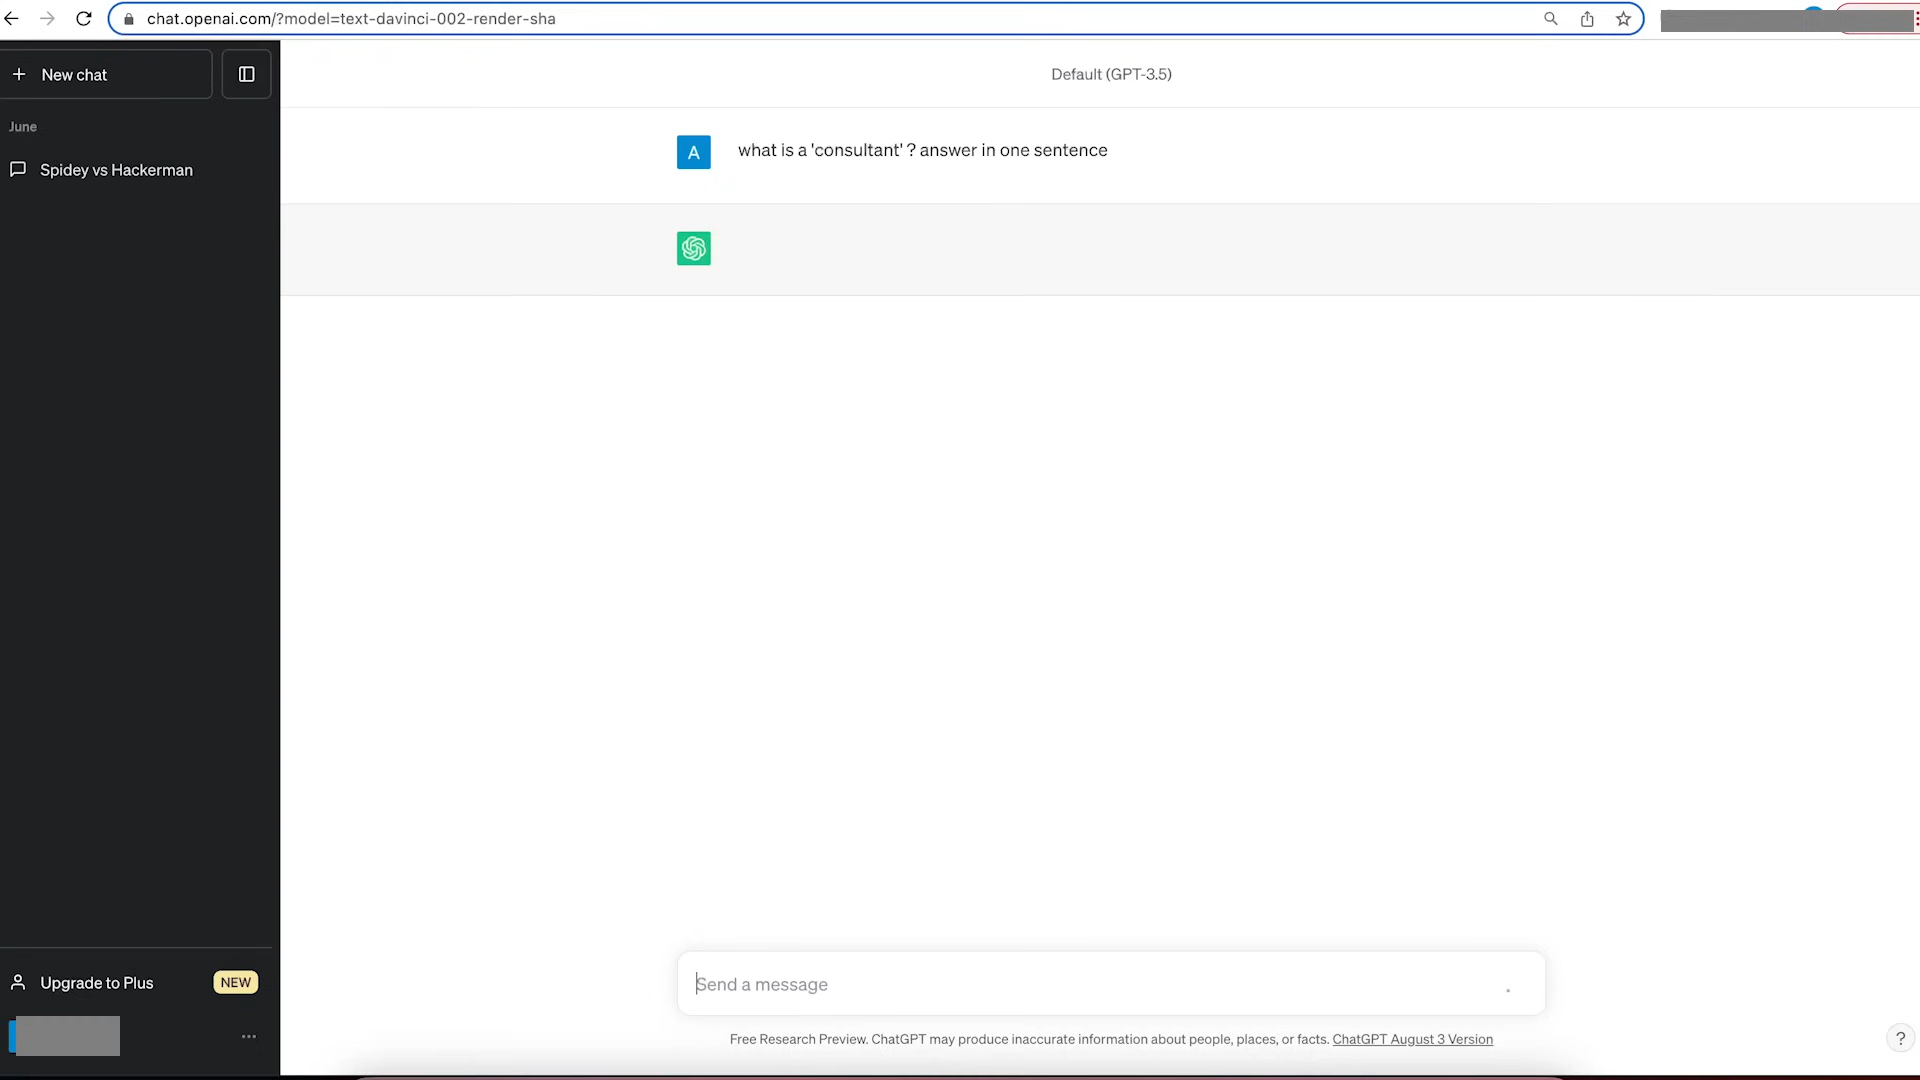 chat.openai.com/?model=text-davinci-002-render-sha
New chat
June
Spidey vs Hackerman
Default (GPT-3.5)
A
what is a 'consultant' ? answer in one sentence
Send a message
Free Research Preview. ChatGPT may produce inaccurate information about people, places, or facts. ChatGPT August 3 Version
Upgrade to Plus NEW
?